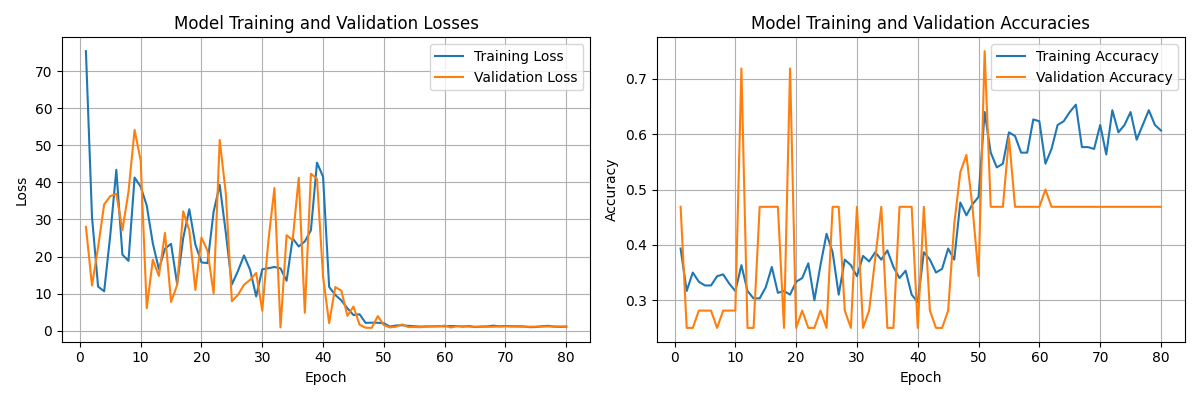 Model Training and Validation Losses
Training Loss
Validation Loss
70
60
50
40
30
20
10
0
Loss
0 10 20 30 40 50 60 70 80
Epoch
Model Training and Validation Accuracies
Training Accuracy
Validation Accuracy
0.7
0.6
0.5
0.4
0.3
Accuracy
0 10 20 30 40 50 60 70 80
Epoch